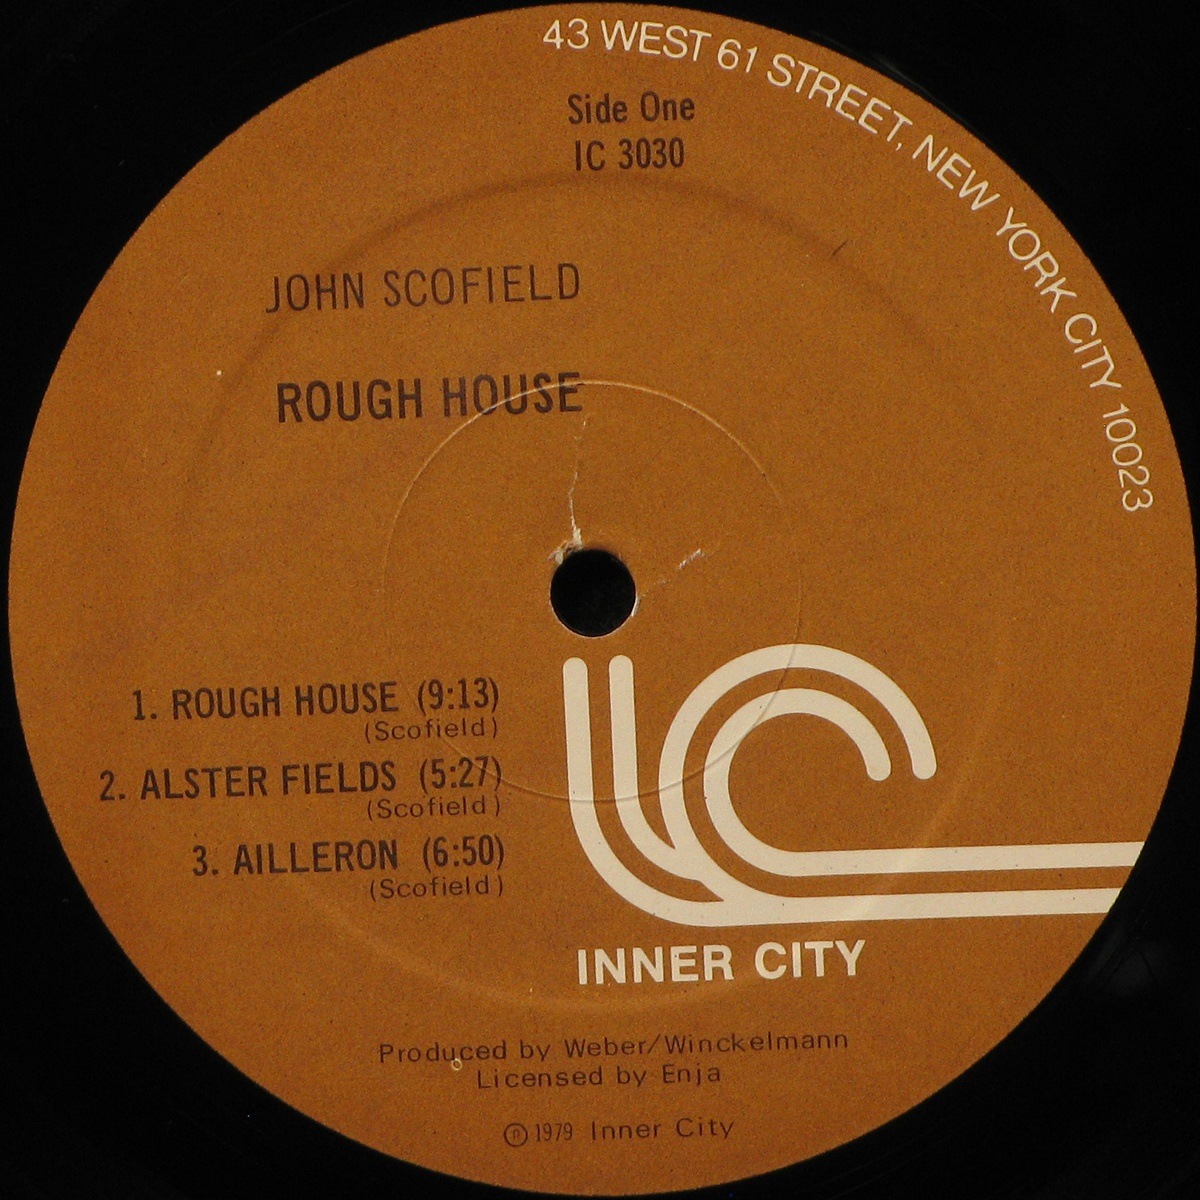 43 WEST 61 STREET, NEW YORK CITY 10023
Side One
IC 3030
JOHN SCOFIELD
ROUGH HOUSE
1. ROUGH HOUSE (9:13)
(Scofield)
2. ALSTER FIELDS (5:27)
(Scofield)
3. AILLERON (6:50)
(Scofield)
ic
INNER CITY
Produced by Weber/Winckelmann
Licensed by Enja
℗ 1979 Inner City